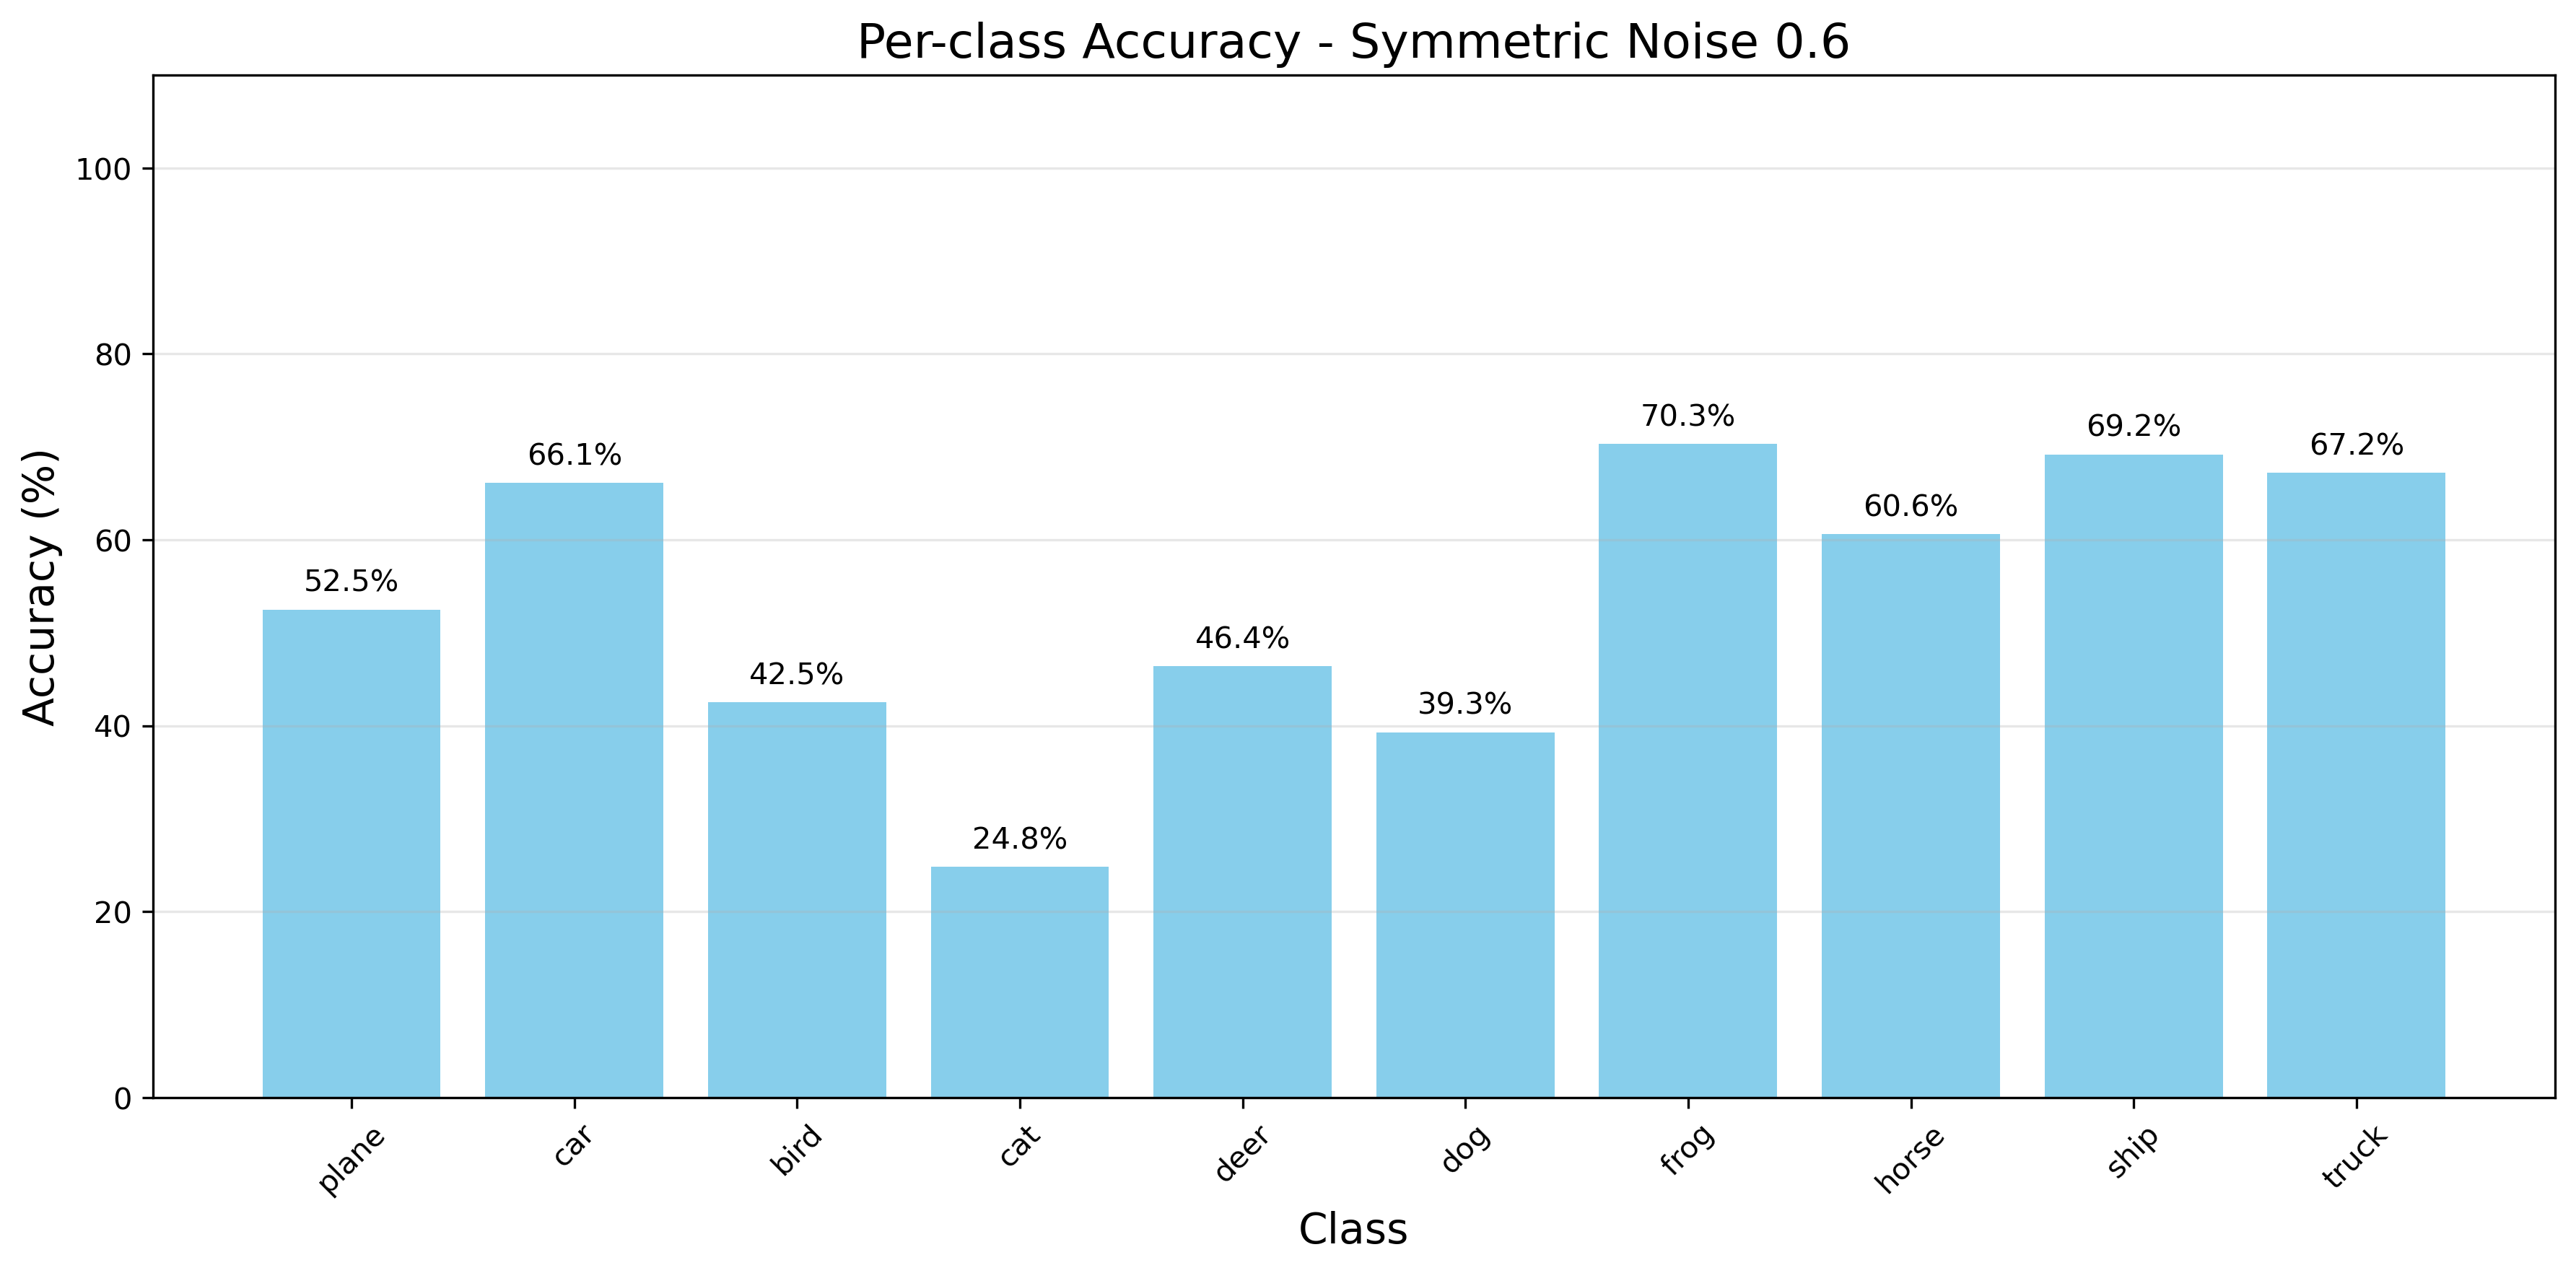 Per-class Accuracy - Symmetric Noise 0.6
Accuracy (%)
100
80
60
40
20
0
52.5%
66.1%
42.5%
24.8%
46.4%
39.3%
70.3%
60.6%
69.2%
67.2%
plane
car
bird
cat
deer
dog
frog
horse
ship
truck
Class